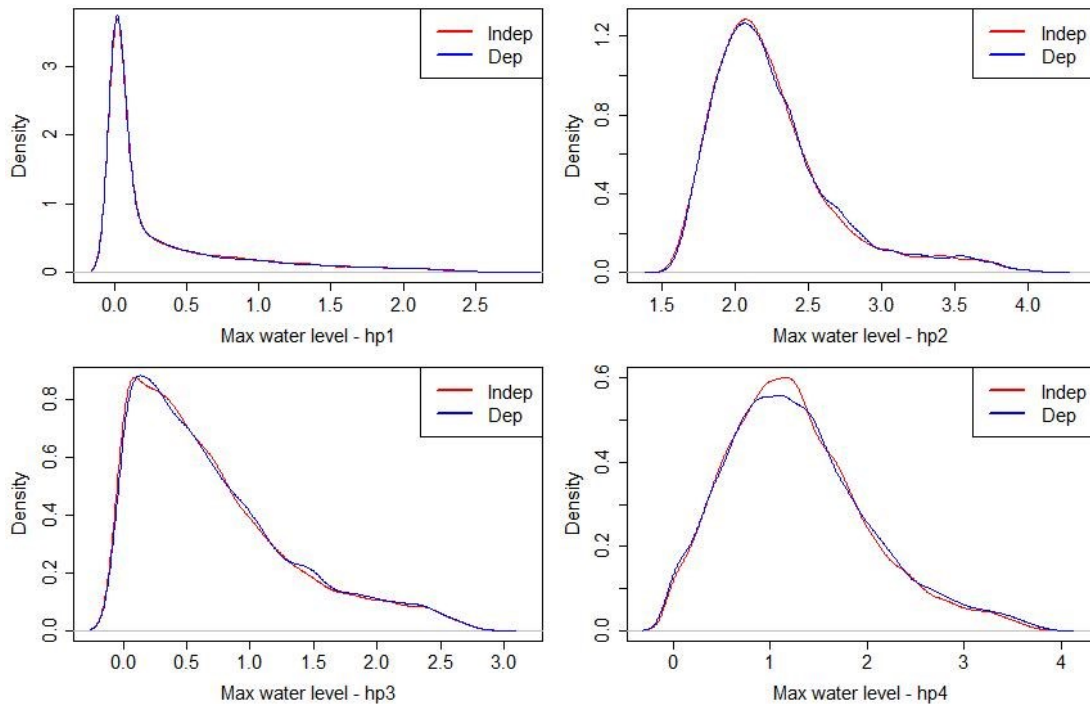 Indep
Dep
Density
0 1 2 3
0.0 0.5 1.0 1.5 2.0 2.5
Max water level - hp1
Indep
Dep
Density
0.0 0.4 0.8 1.2
1.5 2.0 2.5 3.0 3.5 4.0
Max water level - hp2
Indep
Dep
Density
0.0 0.2 0.4 0.6 0.8
0.0 0.5 1.0 1.5 2.0 2.5 3.0
Max water level - hp3
Indep
Dep
Density
0.0 0.2 0.4 0.6
0 1 2 3 4
Max water level - hp4